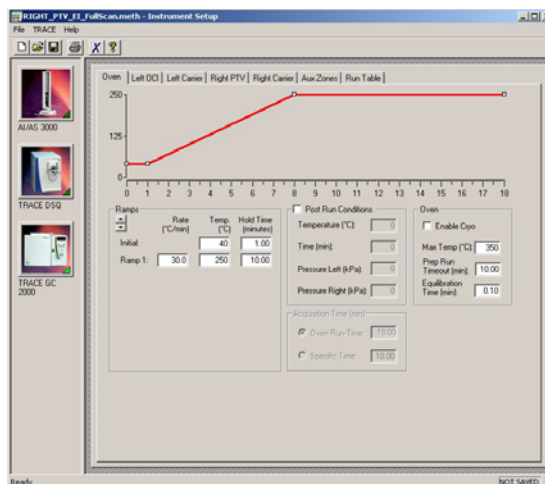 RIGHT_PTV_EI_FullScan.meth - Instrument Setup
File TRACE Help
Oven Left OCI Left Carrier Right PTV Right Carrier Aux Zones Run Table
250
125
0
0 1 2 3 4 5 6 7 8 9 10 11 12 13 14 15 16 17 18
AI/AS 3000
TRACE DSQ
TRACE GC
2000
Ramps
Rate Temp. Hold Time
(°C/min) (°C) (minutes)
Initial: 40 1.00
Ramp 1: 30.0 250 10.00
Post Run Conditions
Temperature (°C): 0
Time (min): 0
Pressure Left (kPa): 0
Pressure Right (kPa): 0
Oven
Enable Cryo
Max Temp (°C): 350
Prep Run
Timeout (min): 10.00
Equilibration
Time (min): 0.10
Acquisition Time (min)
Oven Run Time
Specific Time 10.00
Ready NOT SAVED